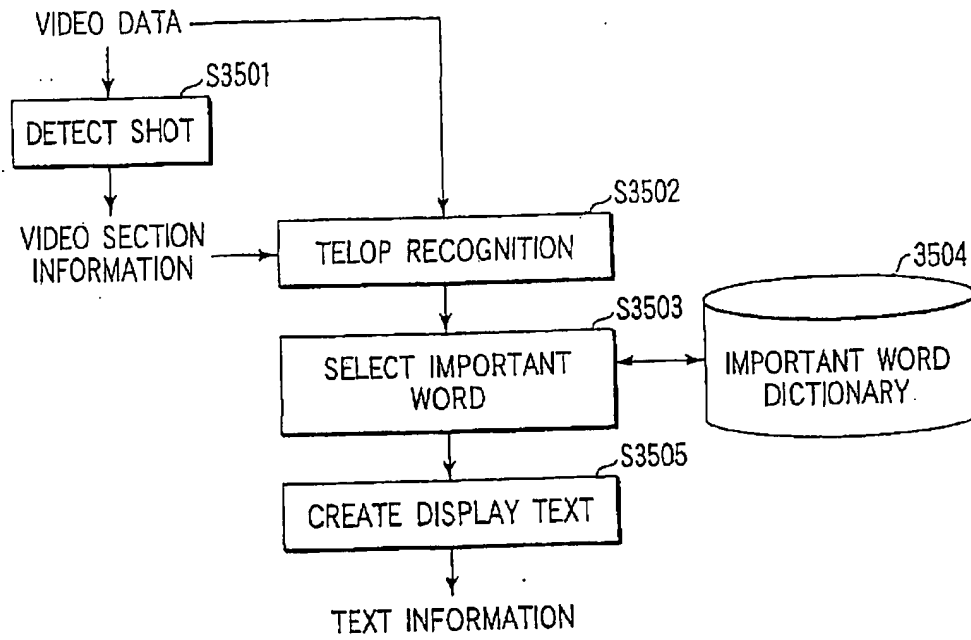 VIDEO DATA
S3501
DETECT SHOT
VIDEO SECTION
INFORMATION
S3502
TELOP RECOGNITION
S3503
SELECT IMPORTANT
WORD
3504
IMPORTANT WORD
DICTIONARY
S3505
CREATE DISPLAY TEXT
TEXT INFORMATION